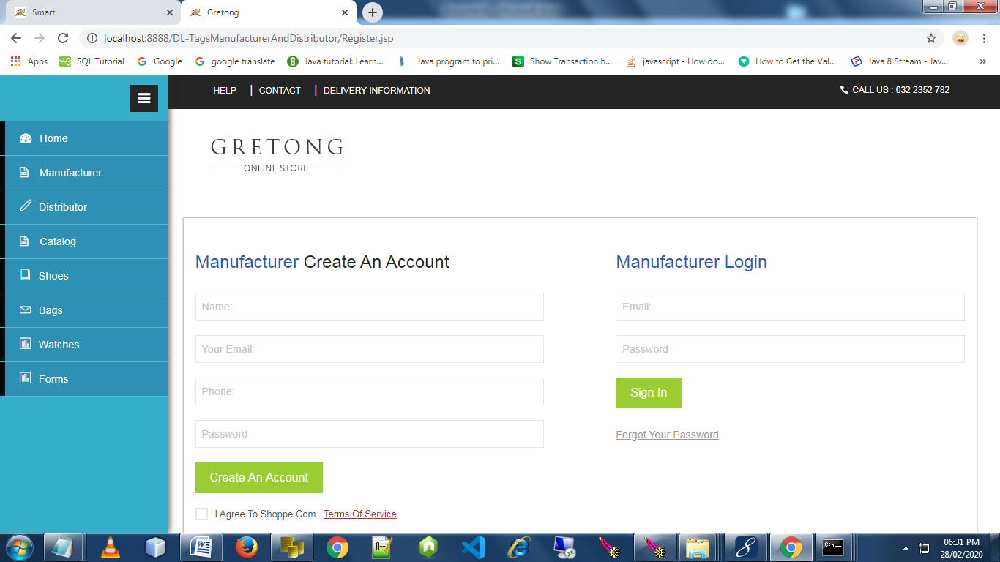 Smart
Gretong
localhost:8888/DL-TagsManufacturerAndDistributor/Register.jsp
Apps SQL Tutorial Google google translate Java tutorial: Learn... Java program to pri... Show Transaction h... javascript - How do... How to Get the Val... Java 8 Stream - Jav... »
HELP | CONTACT | DELIVERY INFORMATION
CALL US : 032 2352 782
Home
Manufacturer
Distributor
Catalog
Shoes
Bags
Watches
Forms
GRETONG
ONLINE STORE
Manufacturer Create An Account
Name:
Your Email:
Phone:
Password
Create An Account
I Agree To Shoppe.Com Terms Of Service
Manufacturer Login
Email:
Password
Sign In
Forgot Your Password
06:31 PM
28/02/2020